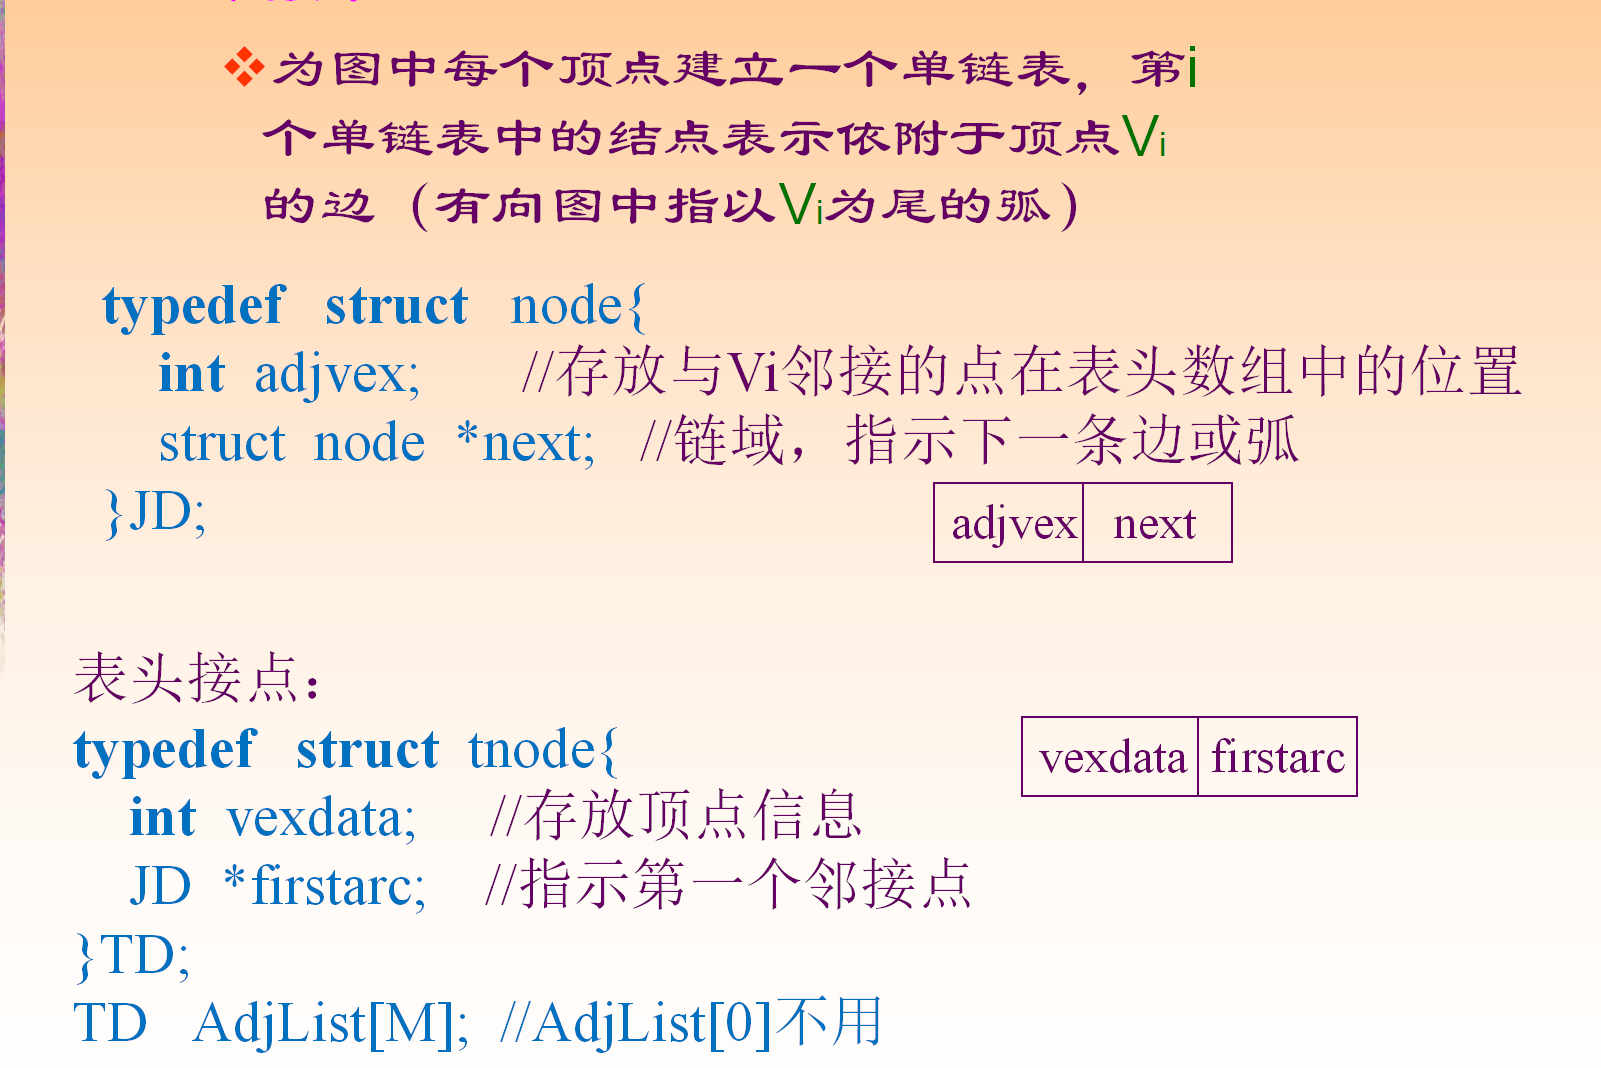 ❖为图中每个顶点建立一个单链表，第i
个单链表中的结点表示依附于顶点Vi
的边（有向图中指以Vi为尾的弧）
typedef struct node{
int adjvex; //存放与Vi邻接的点在表头数组中的位置
struct node *next; //链域，指示下一条边或弧
}JD;
adjvex next
表头接点：
typedef struct tnode{
vexdata firstarc
int vexdata; //存放顶点信息
JD *firstarc; //指示第一个邻接点
}TD;
TD AdjList[M]; //AdjList[0]不用